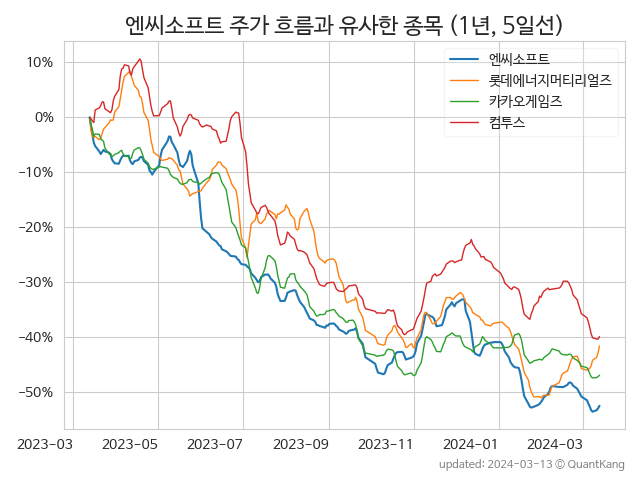 엔씨소프트 주가 흐름과 유사한 종목 (1년, 5일선)
엔씨소프트
롯데에너지머티리얼즈
카카오게임즈
컴투스
10%
0%
−10%
−20%
−30%
−40%
−50%
2023−03 2023−05 2023−07 2023−09 2023−11 2024−01 2024−03
updated: 2024−03−13 © QuantKang